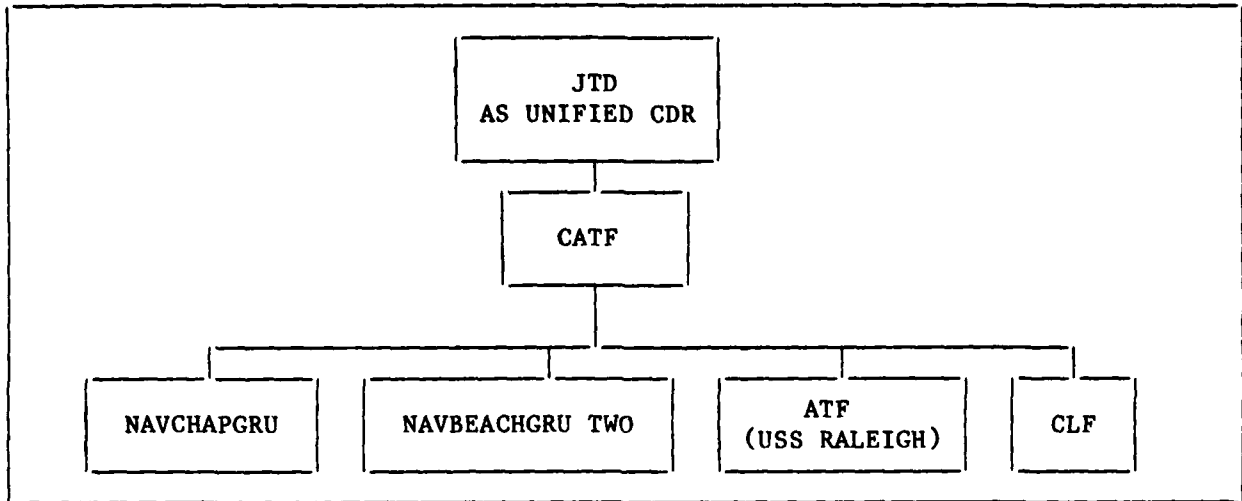 JTD
AS UNIFIED CDR
CATF
NAVCHAPGRU
NAVBEACHGRU TWO
ATF
(USS RALEIGH)
CLF